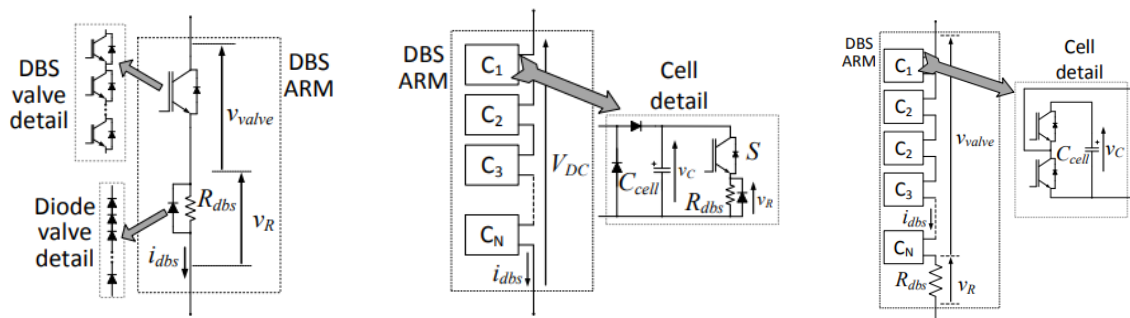 DBS
valve
detail
DBS
ARM
v_valve
Diode
valve
detail
R_dbs
v_R
i_dbs
DBS
ARM
C_1
C_2
C_3
C_N
i_dbs
V_DC
Cell
detail
C_cell
+
v_C
S
R_dbs
v_R
DBS
ARM
C_1
C_2
C_2
C_3
i_dbs
C_N
R_dbs
v_valve
v_R
Cell
detail
C_cell
+
v_C